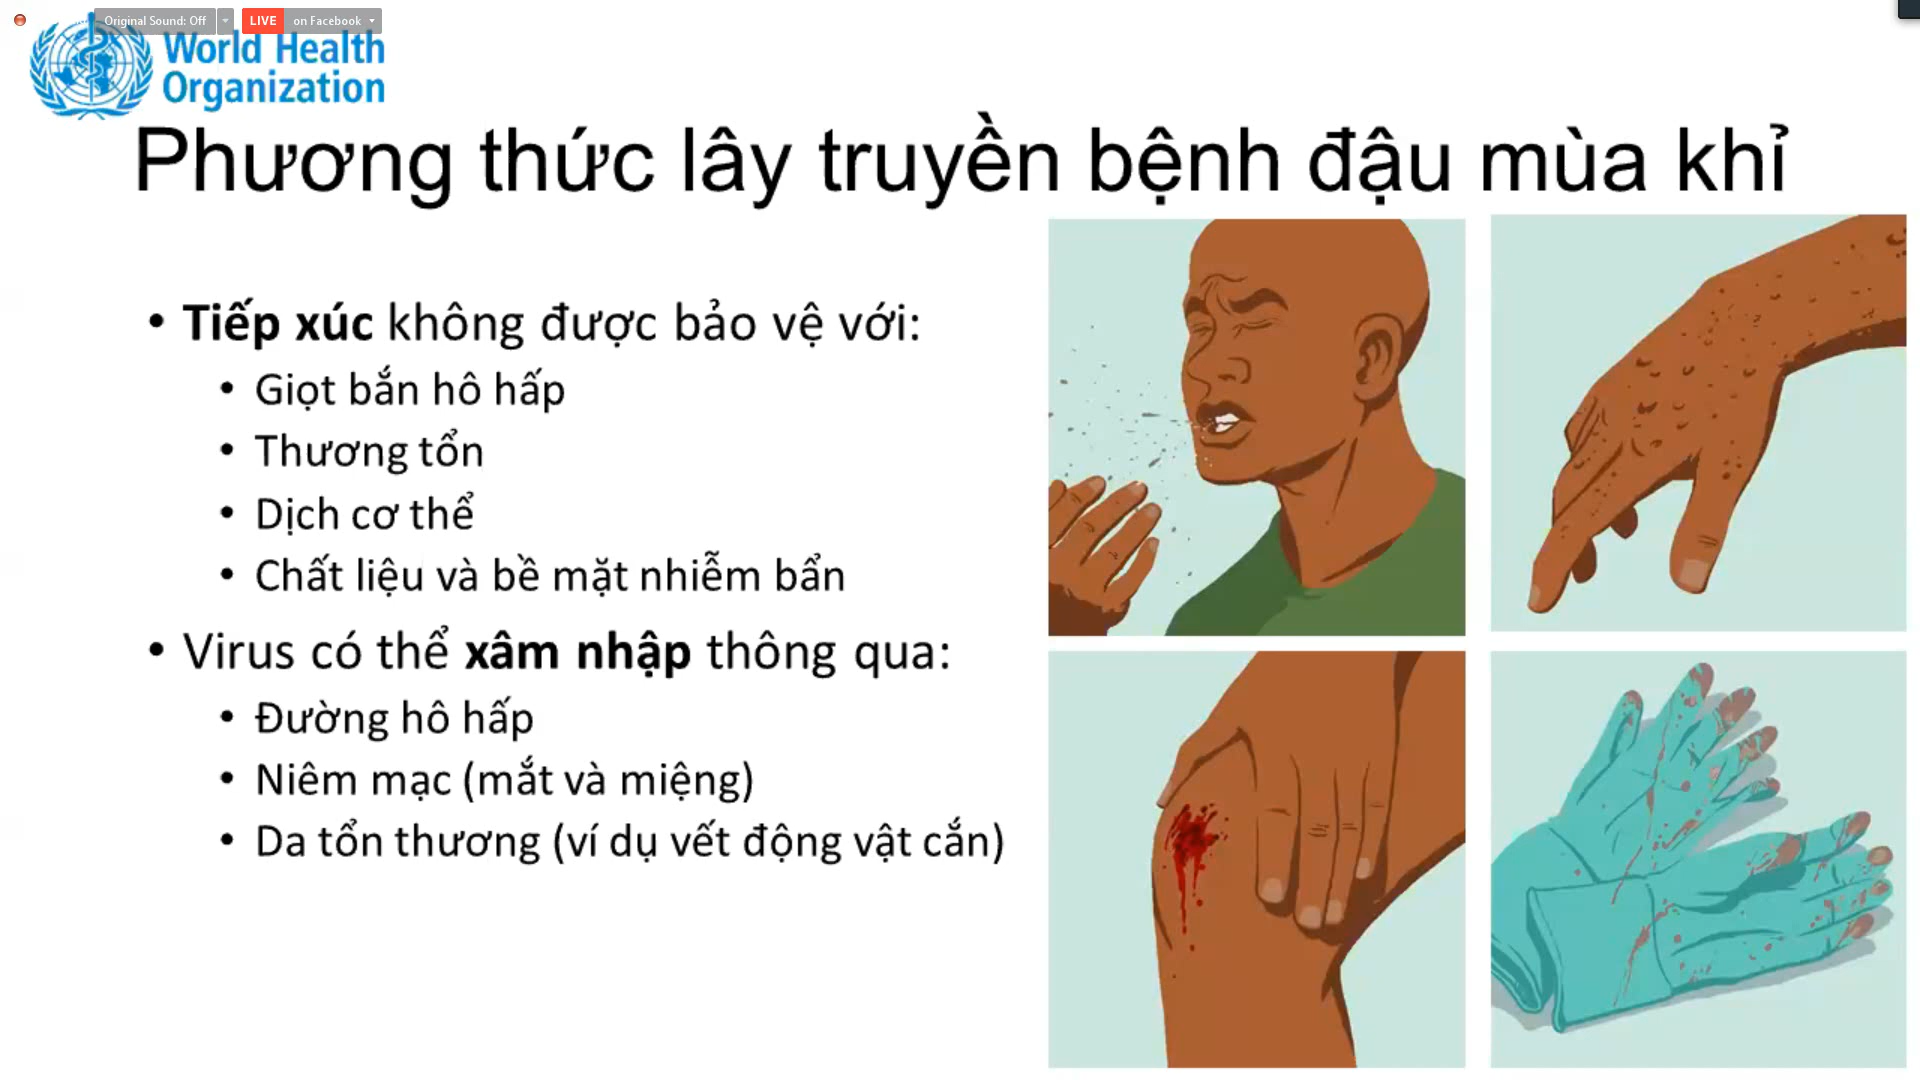 Original Sound: Off
LIVE on Facebook
World Health
Organization
Phương thức lây truyền bệnh đậu mùa khỉ
• Tiếp xúc không được bảo vệ với:
• Giọt bắn hô hấp
• Thương tổn
• Dịch cơ thể
• Chất liệu và bề mặt nhiễm bẩn
• Virus có thể xâm nhập thông qua:
• Đường hô hấp
• Niêm mạc (mắt và miệng)
• Da tổn thương (ví dụ vết động vật cắn)